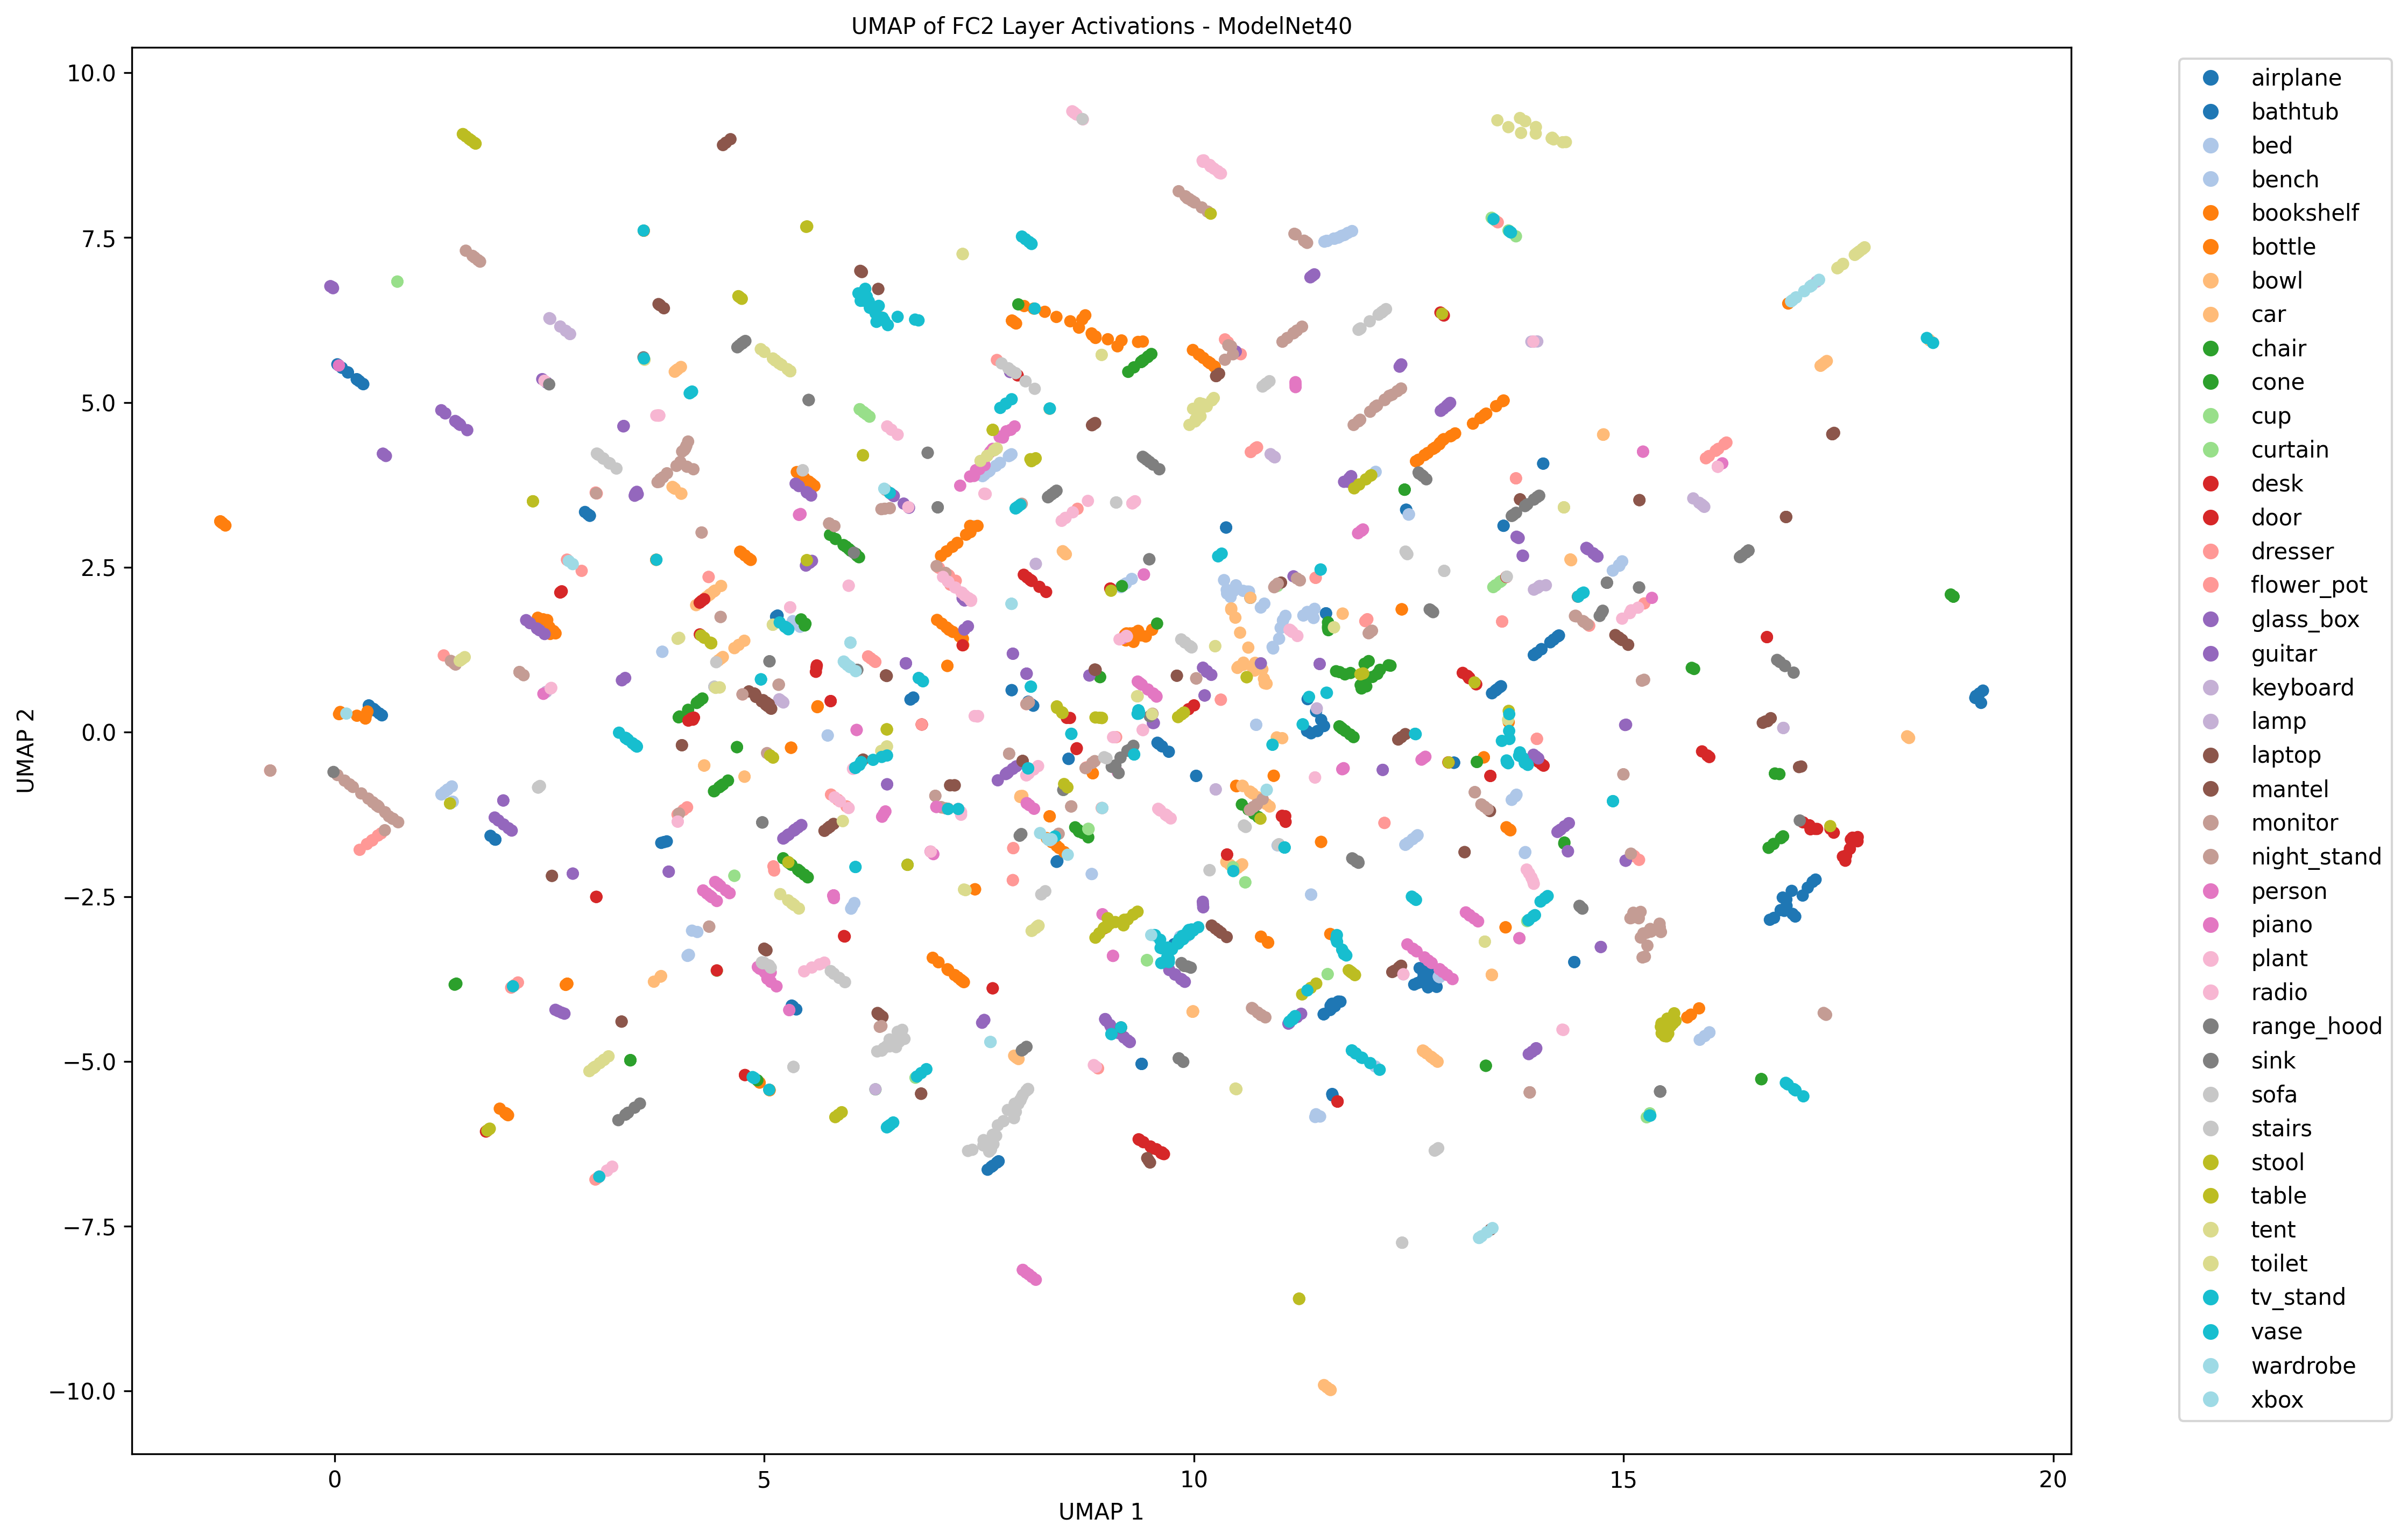 UMAP of FC2 Layer Activations - ModelNet40
10.0
7.5
5.0
2.5
0.0
−2.5
−5.0
−7.5
−10.0
UMAP 2
0
5
10
15
20
UMAP 1
airplane
bathtub
bed
bench
bookshelf
bottle
bowl
car
chair
cone
cup
curtain
desk
door
dresser
flower_pot
glass_box
guitar
keyboard
lamp
laptop
mantel
monitor
night_stand
person
piano
plant
radio
range_hood
sink
sofa
stairs
stool
table
tent
toilet
tv_stand
vase
wardrobe
xbox